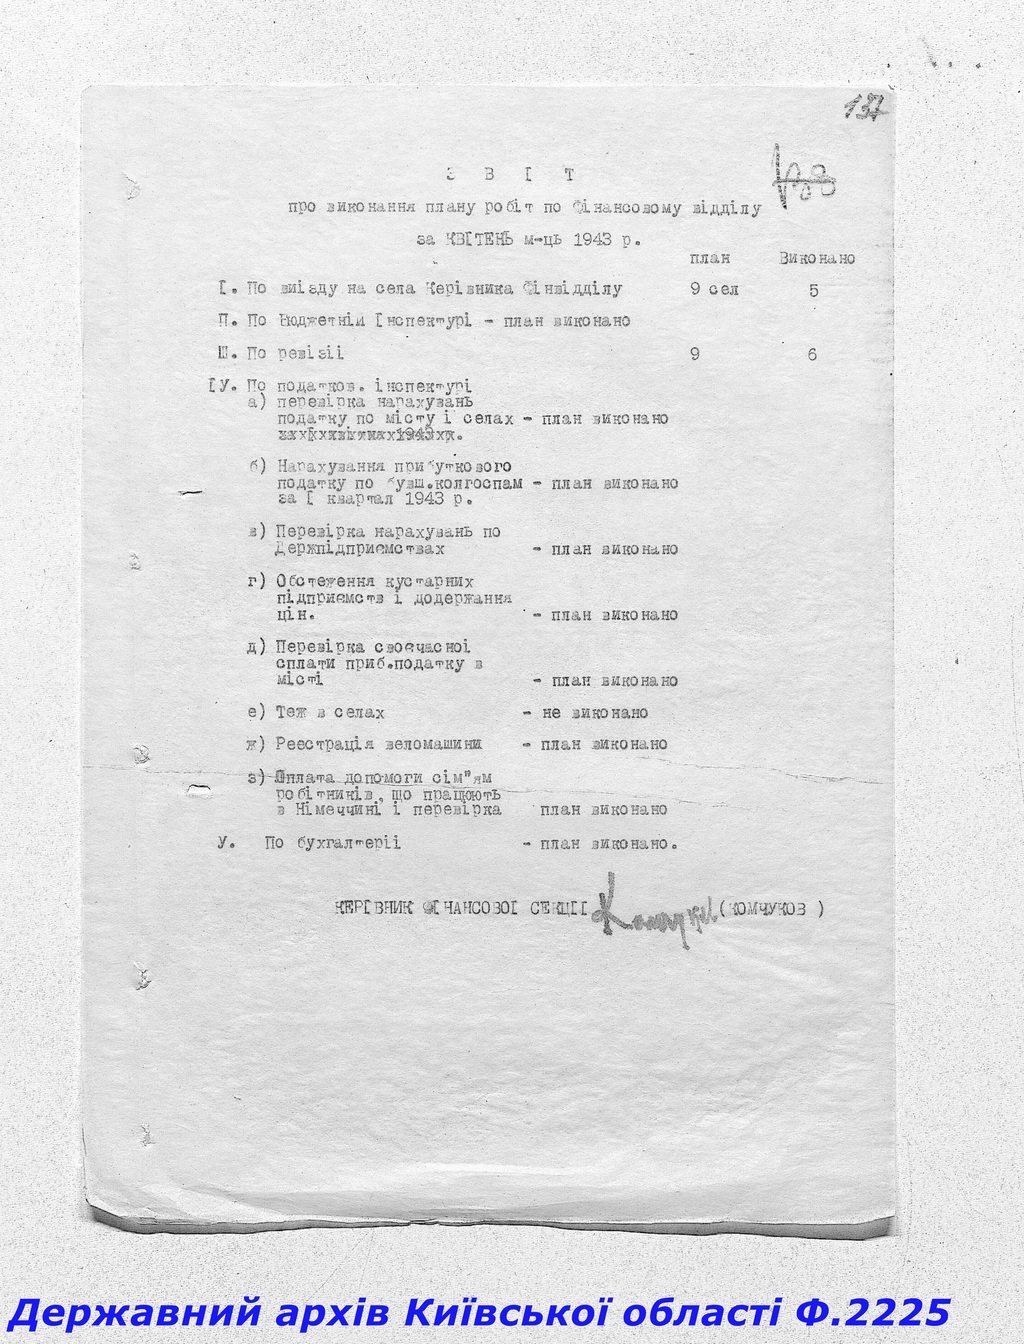 137
З В І Т
про виконання плану робіт по Фінансовому відділу
за КВІТЕНЬ м-ць 1943 р.
план Виконано
І. По виїзду на села Керівника Фінвідділу 9 сел 5
П. По Бюджетнім Інспектурі - план виконано
Ш. По ревізії 9 6
ІУ. По податков. інспектурі
а) перевірка нарахувань
податку по місту і селах - план виконано
б) Нарахування прибуткового
податку по бувш.колгоспам - план виконано
за І квартал 1943 р.
в) Перевірка нарахувань по
Держпідприємствах - план виконано
г) Обстеження кустарних
підприємств і додержання
цін. - план виконано
д) Перевірка своєчасної
сплати приб.податку в
місті - план виконано
е) Теж в селах - не виконано
ж) Реєстрація веломашини - план виконано
з) Оплата допомоги сім"ям
робітників, що працюють
в Німеччині і перевірка план виконано
У. По бухгалтерії - план виконано.
КЕРІВНИК ФІНАНСОВОЇ СЕКЦІЇ (КОМЧУКОВ )
Державний архів Київської області Ф.2225